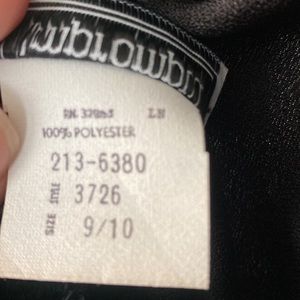 100% POLYESTER
213-6380
STYLE 3726
SIZE 9/10